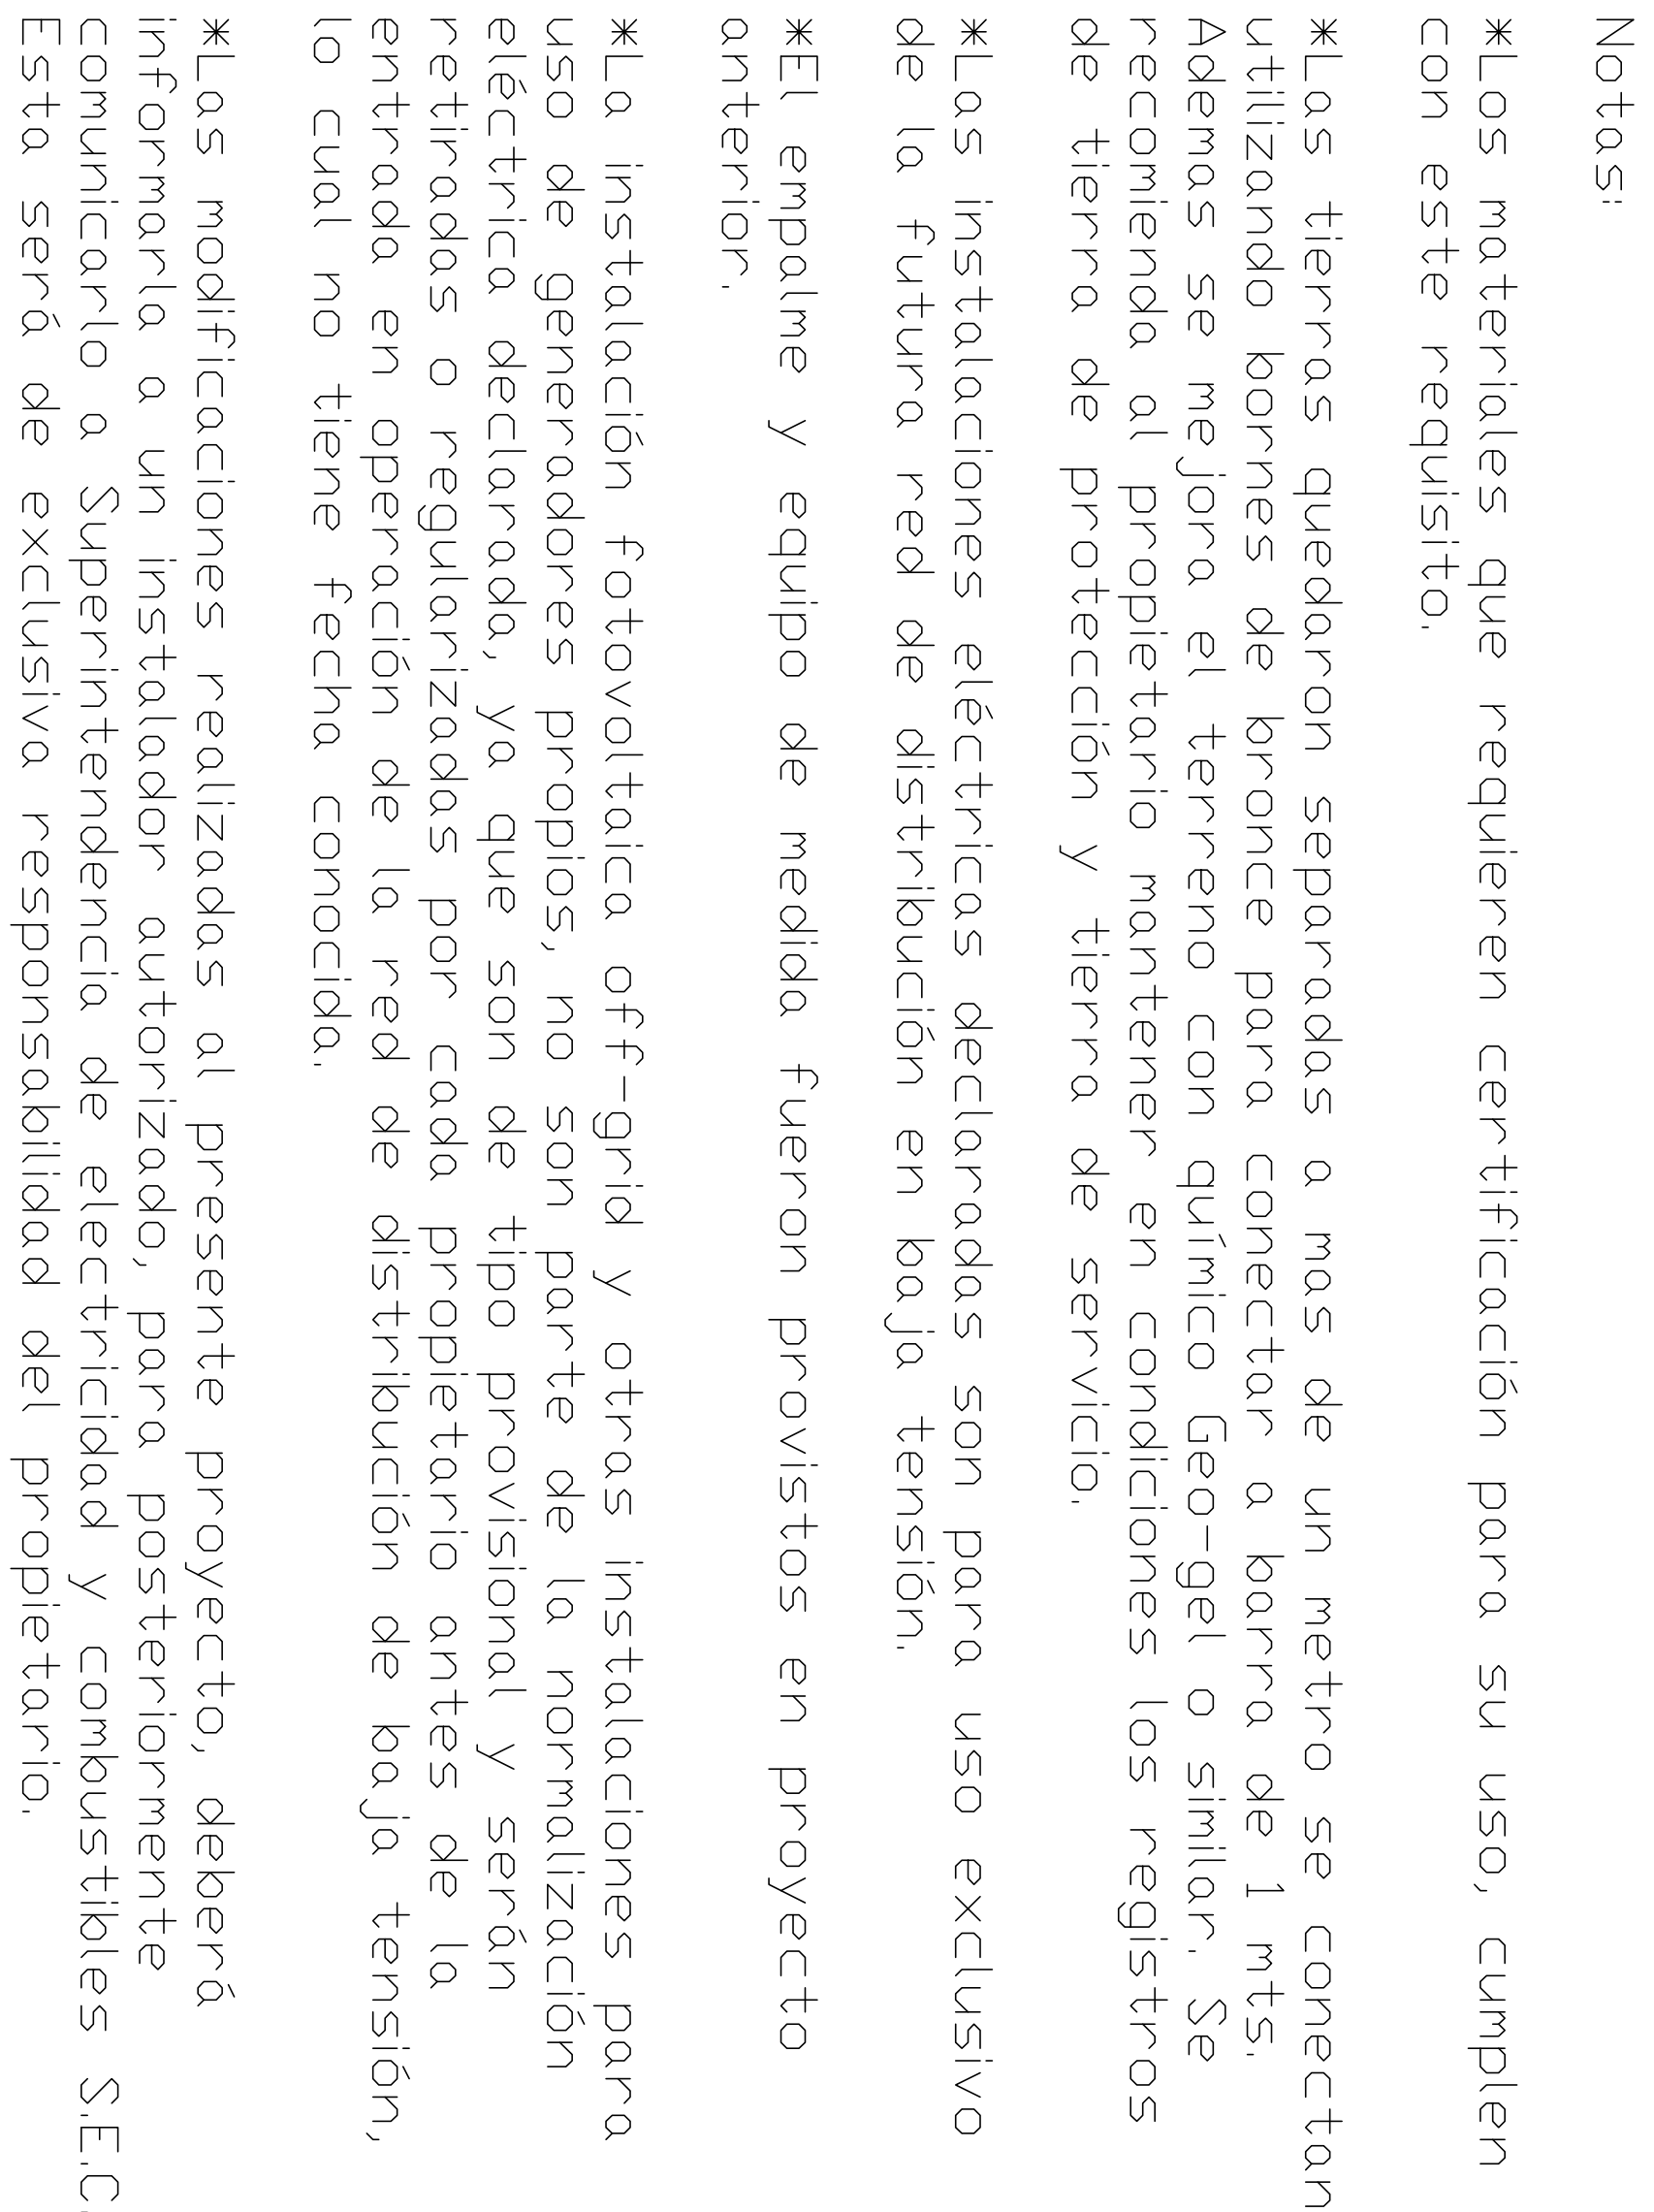 Notas:
*Los materiales que requieren certificación para su uso, cumplen
con este requisito.
*Las tierras quedaron separadas a mas de un metro se conectan
utilizando bornes de bronce para conectar a barra de 1 mts.
Ademas se mejora el terreno con químico Geo-gel o similar. Se
recomienda al propietario mantener en condiciones los registros
de tierra de protección y tierra de servicio.
*Las instalaciones eléctricas declaradas son para uso exclusivo
de la futura red de distribución en baja tensión.
*El empalme y equipo de medida fueron provistos en proyecto
anterior.
*La instalación fotovoltaica off-grid y otras instalaciones para
uso de generadores propios, no son parte de la normalización
eléctrica declarada, ya que son de tipo provisional y serán
retiradas o regularizadas por cada propietario antes de la
entrada en operación de la red de distribución de baja tensión,
lo cual no tiene fecha conocida.
*Las modificaciones realizadas al presente proyecto, deberá
informarla a un instalador autorizado, para posteriormente
comunicarlo a Superintendencia de electricidad y combustibles S.E.C.
Esta será de exclusiva responsabilidad del propietario.